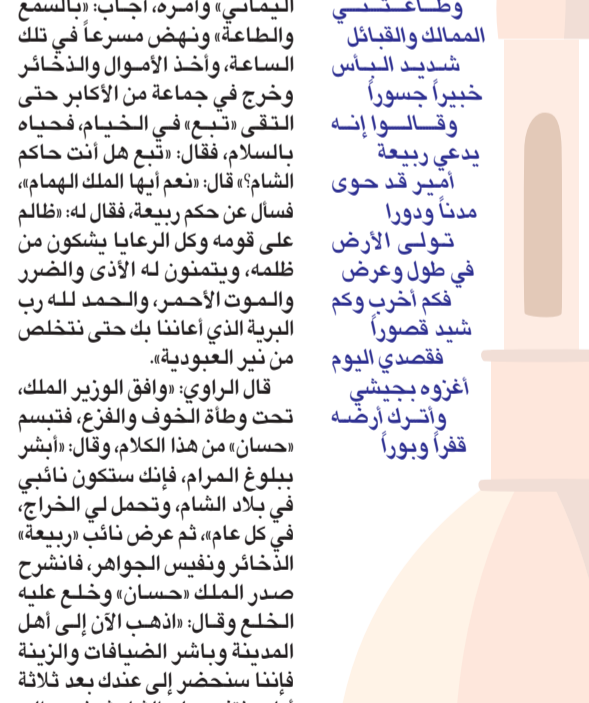 وطـاعـتـنـي
الممالك والقبائل
شديد البأس
خبيراً جسوراً
وقـالـوا إنه
يدعى ربيعة
أمير قد حوى
مدناً ودورا
تولى الأرض
في طول وعرض
فكم أخرب وكم
شيد قصوراً
فقصدي اليوم
أغزوه بجيشي
وأترك أرضه
قفراً وبوراً
اليماني» وأمره، أجاب: «بالسمع
والطاعة» ونهض مسرعاً في تلك
الساعة، وأخذ الأموال والذخائر
وخرج في جماعة من الأكابر حتى
التقى «تبع» في الخيام، فحياه
بالسلام، فقال: «تبع هل أنت حاكم
الشام؟» قال: «نعم أيها الملك الهمام»،
فسأل عن حكم ربيعة، فقال له: «ظالم
على قومه وكل الرعايا يشكون من
ظلمه، ويتمنون له الأذى والضرر
والموت الأحمر، والحمد لله رب
البرية الذي أعاننا بك حتى نتخلص
من نير العبودية».
قال الراوي: «وافق الوزير الملك،
تحت وطأة الخوف والفزع، فتبسم
«حسان» من هذا الكلام، وقال: «أبشر
ببلوغ المرام، فإنك ستكون نائبي
في بلاد الشام، وتحمل لي الخراج،
في كل عام»، ثم عرض نائب «ربيعة»
الذخائر ونفيس الجواهر، فانشرح
صدر الملك «حسان» وخلع عليه
الخلع وقال: «اذهب الآن إلى أهل
المدينة وباشر الضيافات والزينة
فإننا سنحضر إلى عندك بعد ثلاثة